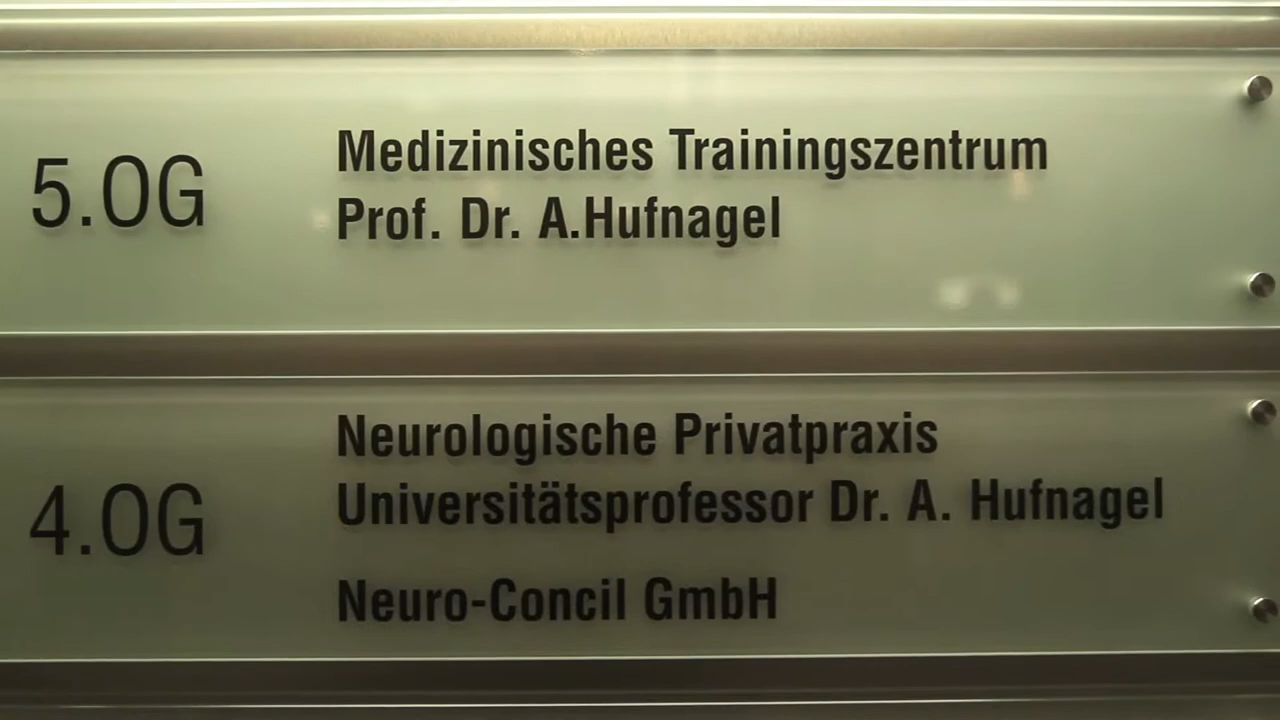 5.OG
Medizinisches Trainingszentrum
Prof. Dr. A.Hufnagel
4.OG
Neurologische Privatpraxis
Universitätsprofessor Dr. A. Hufnagel
Neuro-Concil GmbH